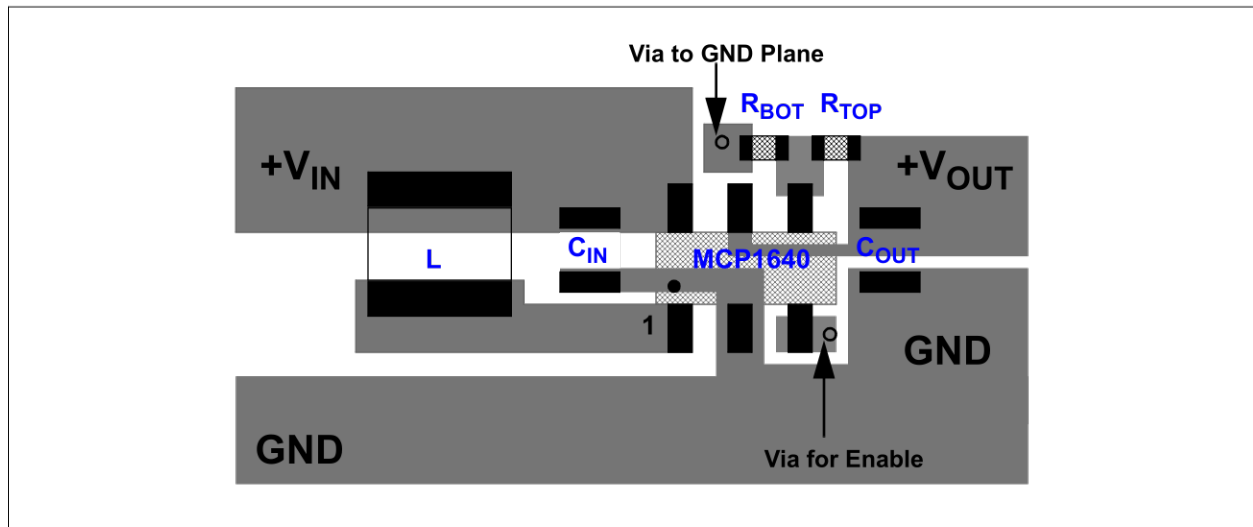 Via to GND Plane
RBOT RTOP
+VIN
+VOUT
CIN
MCP1640
COUT
L
1
GND
GND
Via for Enable